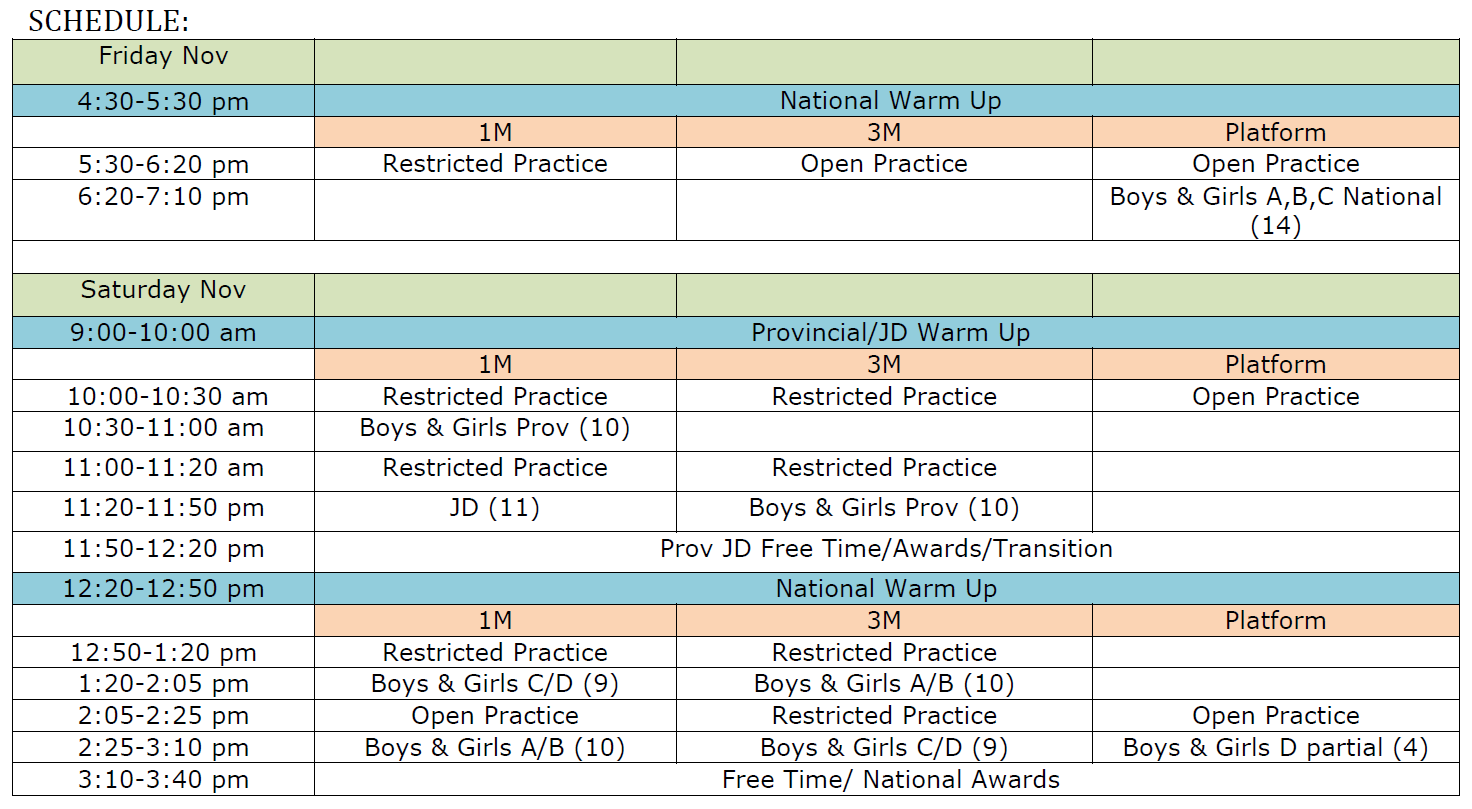 SCHEDULE:
Friday Nov
4:30-5:30 pm National Warm Up
1M 3M Platform
5:30-6:20 pm Restricted Practice Open Practice Open Practice
6:20-7:10 pm Boys & Girls A,B,C National
(14)
Saturday Nov
9:00-10:00 am Provincial/JD Warm Up
1M 3M Platform
10:00-10:30 am Restricted Practice Restricted Practice Open Practice
10:30-11:00 am Boys & Girls Prov (10)
11:00-11:20 am Restricted Practice Restricted Practice
11:20-11:50 pm JD (11) Boys & Girls Prov (10)
11:50-12:20 pm Prov JD Free Time/Awards/Transition
12:20-12:50 pm National Warm Up
1M 3M Platform
12:50-1:20 pm Restricted Practice Restricted Practice
1:20-2:05 pm Boys & Girls C/D (9) Boys & Girls A/B (10)
2:05-2:25 pm Open Practice Restricted Practice Open Practice
2:25-3:10 pm Boys & Girls A/B (10) Boys & Girls C/D (9) Boys & Girls D partial (4)
3:10-3:40 pm Free Time/ National Awards